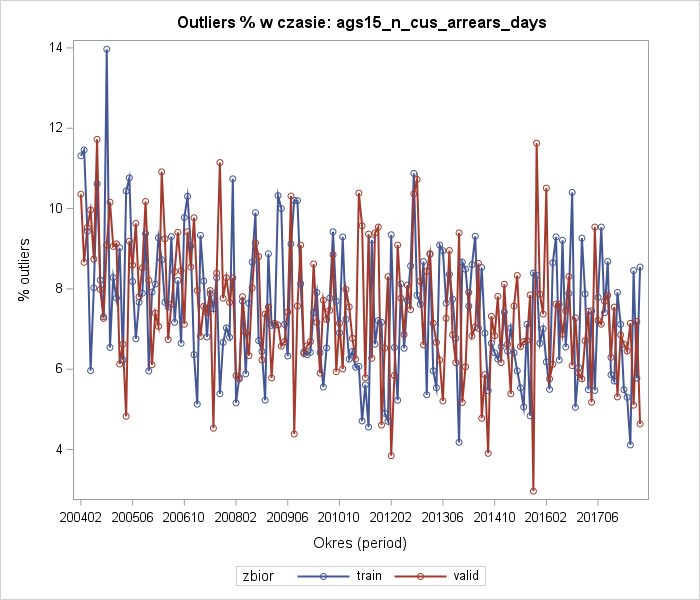 Outliers % w czasie: ags15_n_cus_arrears_days
% outliers
14
12
10
8
6
4
200402 200506 200610 200802 200906 201010 201202 201306 201410 201602 201706
Okres (period)
zbior train valid